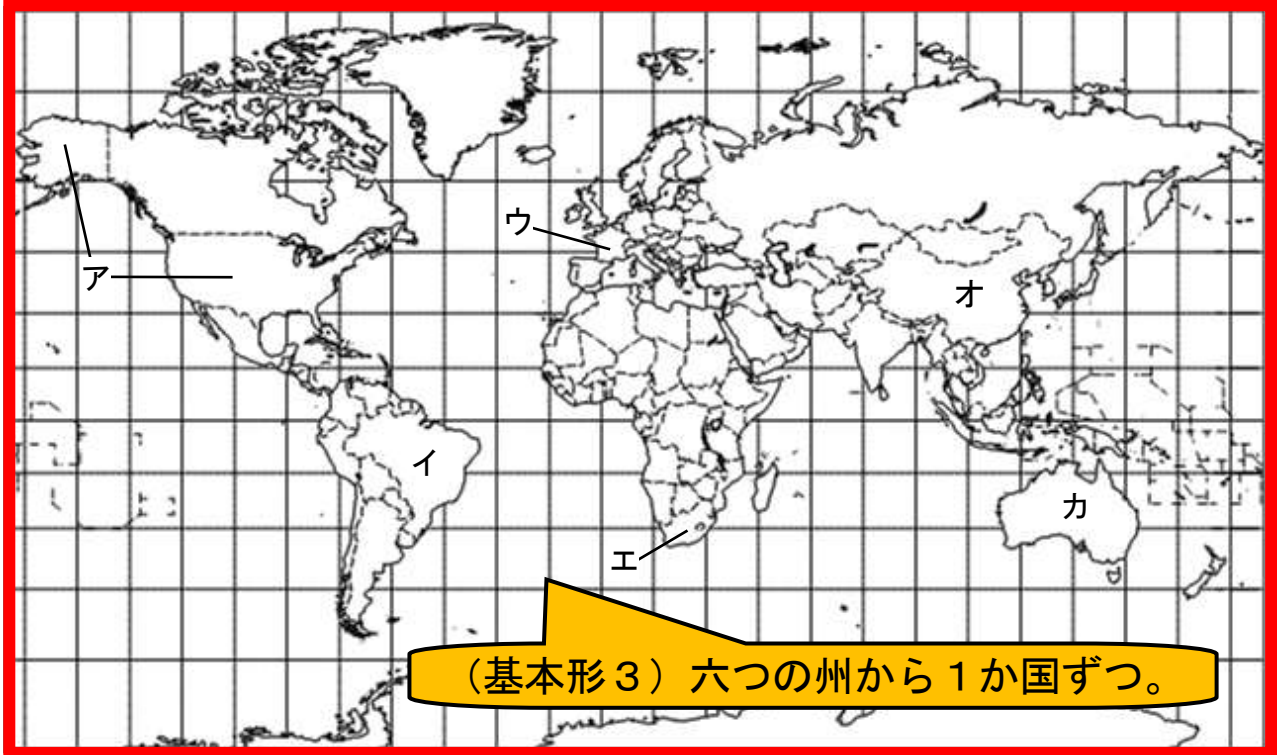 ウ
ア
オ
イ
カ
エ
（基本形３）六つの州から１か国ずつ。